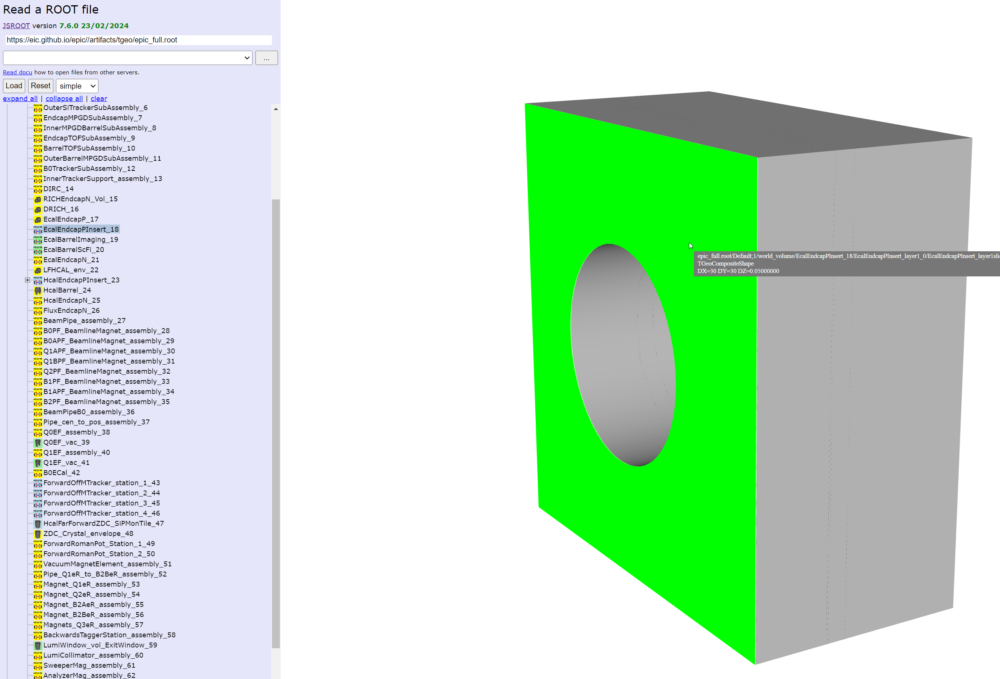 Read a ROOT file
JSROOT version 7.6.0 23/02/2024
https://eic.github.io/epic//artifacts/tgeo/epic_full.root
...
Read docu how to open files from other servers.
Load Reset simple
expand all | collapse all | clear
OuterSiTrackerSubAssembly_6
EndcapMPGDSubAssembly_7
InnerMPGDBarrelSubAssembly_8
EndcapTOFSubAssembly_9
BarrelTOFSubAssembly_10
OuterBarrelMPGDSubAssembly_11
B0TrackerSubAssembly_12
InnerTrackerSupport_assembly_13
DIRC_14
RICHEndcapN_Vol_15
DRICH_16
EcalEndcapP_17
EcalEndcapPInsert_18
EcalBarrelImaging_19
EcalBarrelScFi_20
EcalEndcapN_21
LFHCAL_env_22
HcalEndcapPInsert_23
HcalBarrel_24
HcalEndcapN_25
FluxEndcapN_26
BeamPipe_assembly_27
B0PF_BeamlineMagnet_assembly_28
B0APF_BeamlineMagnet_assembly_29
Q1APF_BeamlineMagnet_assembly_30
Q1BPF_BeamlineMagnet_assembly_31
Q2PF_BeamlineMagnet_assembly_32
B1PF_BeamlineMagnet_assembly_33
B1APF_BeamlineMagnet_assembly_34
B2PF_BeamlineMagnet_assembly_35
BeamPipeB0_assembly_36
Pipe_cen_to_pos_assembly_37
Q0EF_assembly_38
Q0EF_vac_39
Q1EF_assembly_40
Q1EF_vac_41
B0ECal_42
ForwardOffMTracker_station_1_43
ForwardOffMTracker_station_2_44
ForwardOffMTracker_station_3_45
ForwardOffMTracker_station_4_46
HcalFarForwardZDC_SiPMonTile_47
ZDC_Crystal_envelope_48
ForwardRomanPot_Station_1_49
ForwardRomanPot_Station_2_50
VacuumMagnetElement_assembly_51
Pipe_Q1eR_to_B2BeR_assembly_52
Magnet_Q1eR_assembly_53
Magnet_Q2eR_assembly_54
Magnet_B2AeR_assembly_55
Magnet_B2BeR_assembly_56
Magnets_Q3eR_assembly_57
BackwardsTaggerStation_assembly_58
LumiWindow_vol_ExitWindow_59
LumiCollimator_assembly_60
SweeperMag_assembly_61
AnalyzerMag_assembly_62
epic_full.root/Default;1/world_volume/EcalEndcapPInsert_18/EcalEndcapPInsert_layer1_0/EcalEndcapPInsert_layer1sli
TGeoCompositeShape
DX=30 DY=30 DZ=0.05000000